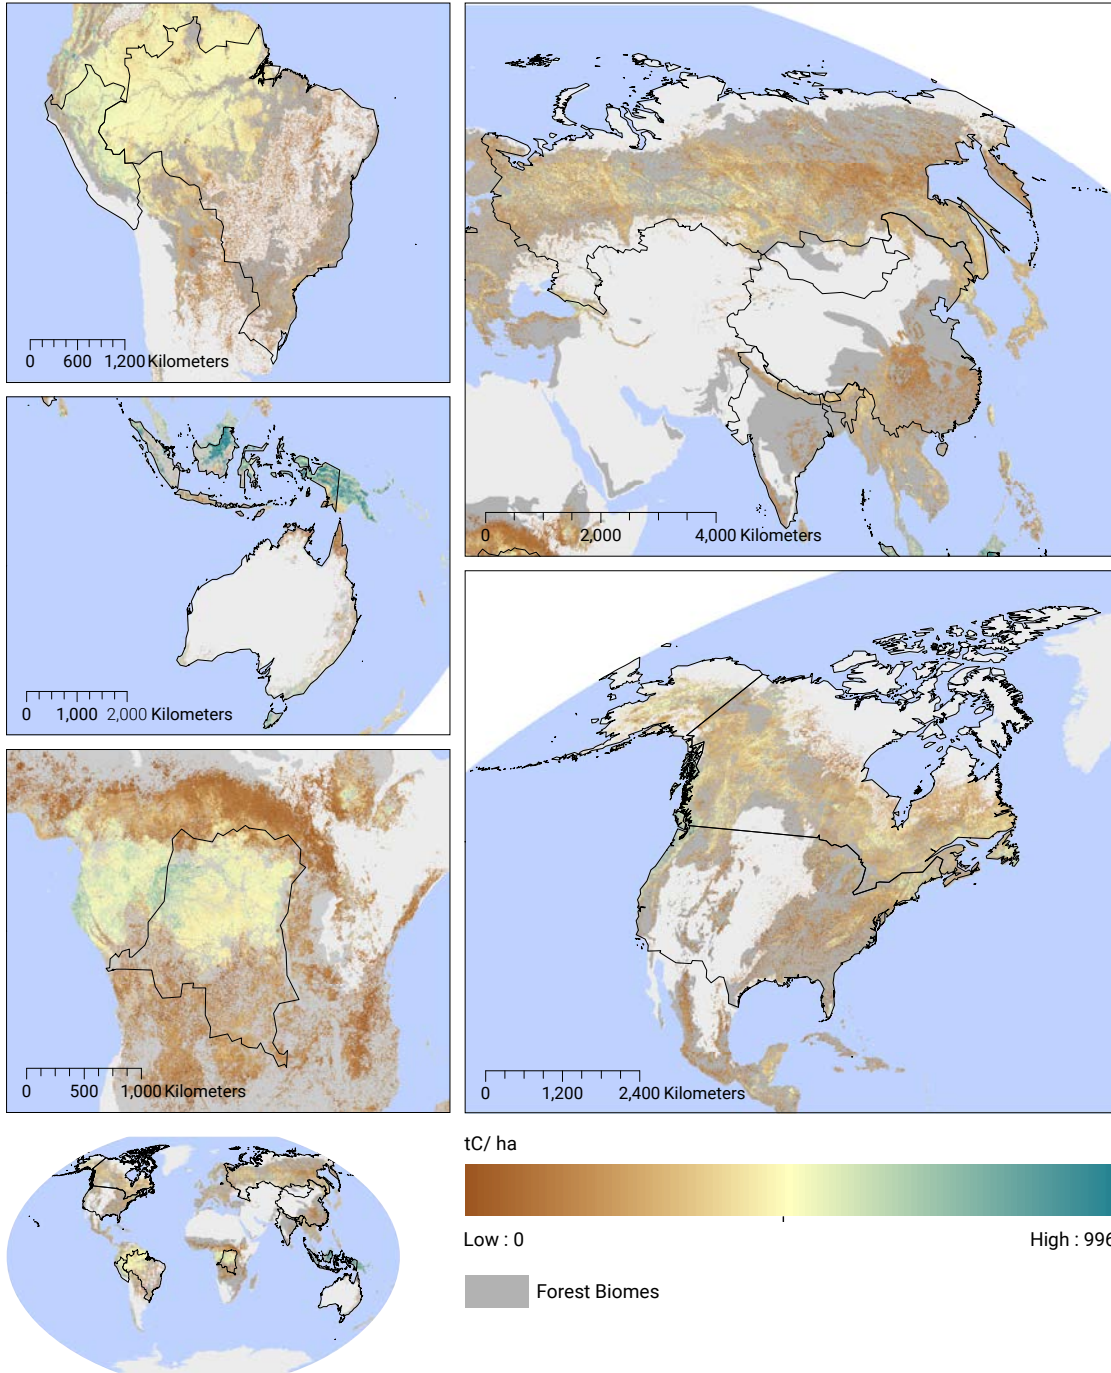 0 600 1,200 Kilometers
0 2,000 4,000 Kilometers
0 1,000 2,000 Kilometers
0 500 1,000 Kilometers
0 1,200 2,400 Kilometers
tC/ ha
Low : 0 High : 996
Forest Biomes